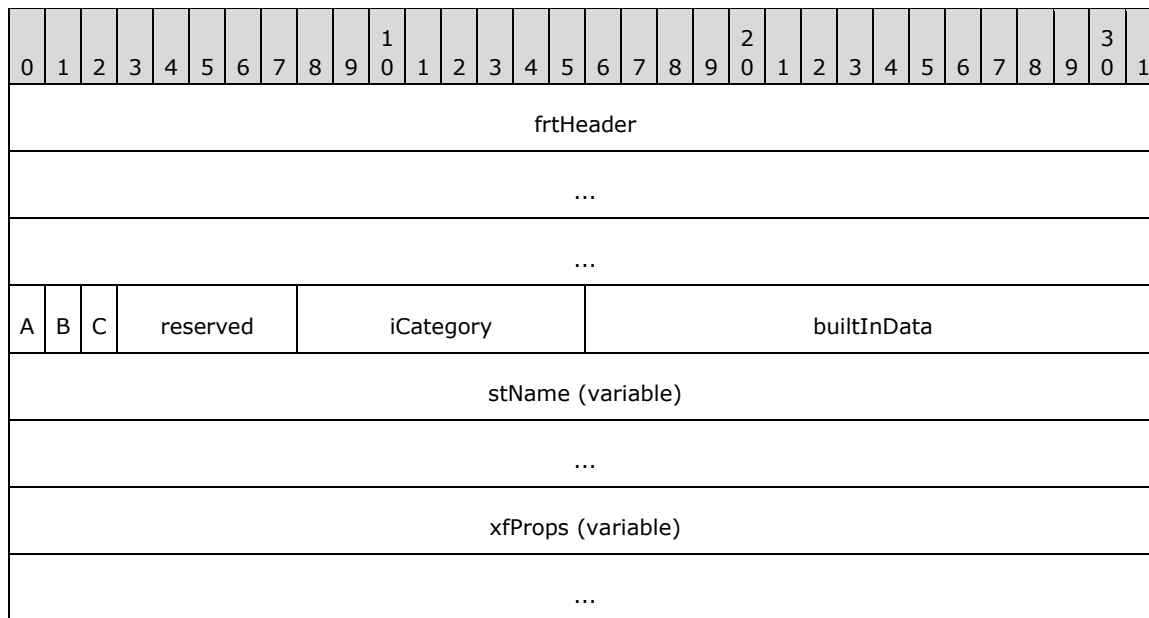 1 2 3
0 1 2 3 4 5 6 7 8 9 0 1 2 3 4 5 6 7 8 9 0 1 2 3 4 5 6 7 8 9 0 1
frtHeader
...
...
A B C reserved iCategory builtInData
stName (variable)
...
xfProps (variable)
...